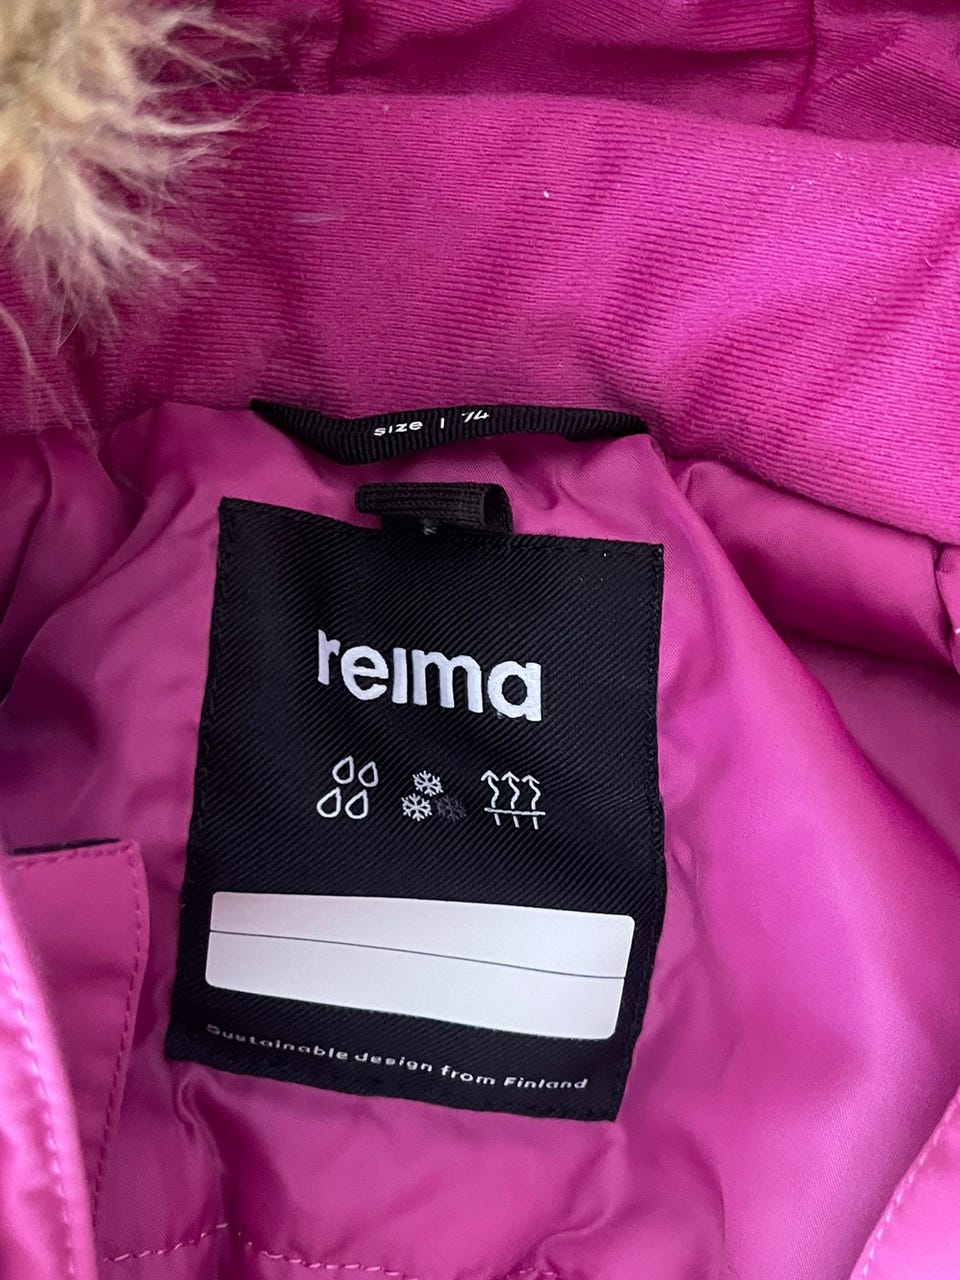 size | 74
reima
Sustainable design from Finland